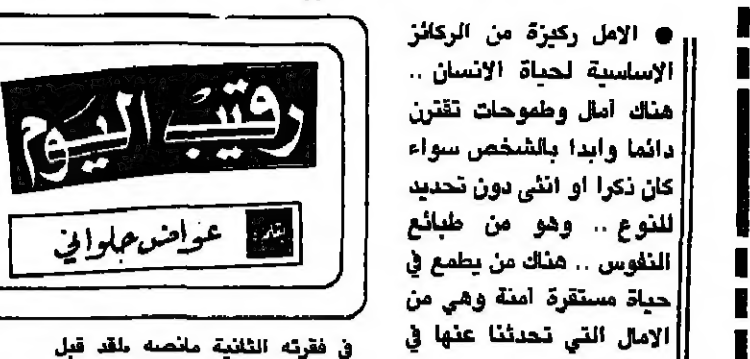 ● الامل ركيزة من الركائز
الإساسية لحياة الانسان ..
هناك آمال وطموحات تقترن
دائما وابدا بالشخص سواء
كان ذكرا او انثى دون تحديد
للنوع .. وهو من طبائع
النفوس .. هناك من يطمع في
حياة مستقرة آمنة وهي من
الامال التي تحدثنا عنها في
رقيب اليوم
عواض حلواني
في فقرته الثانية مانصه
قبل